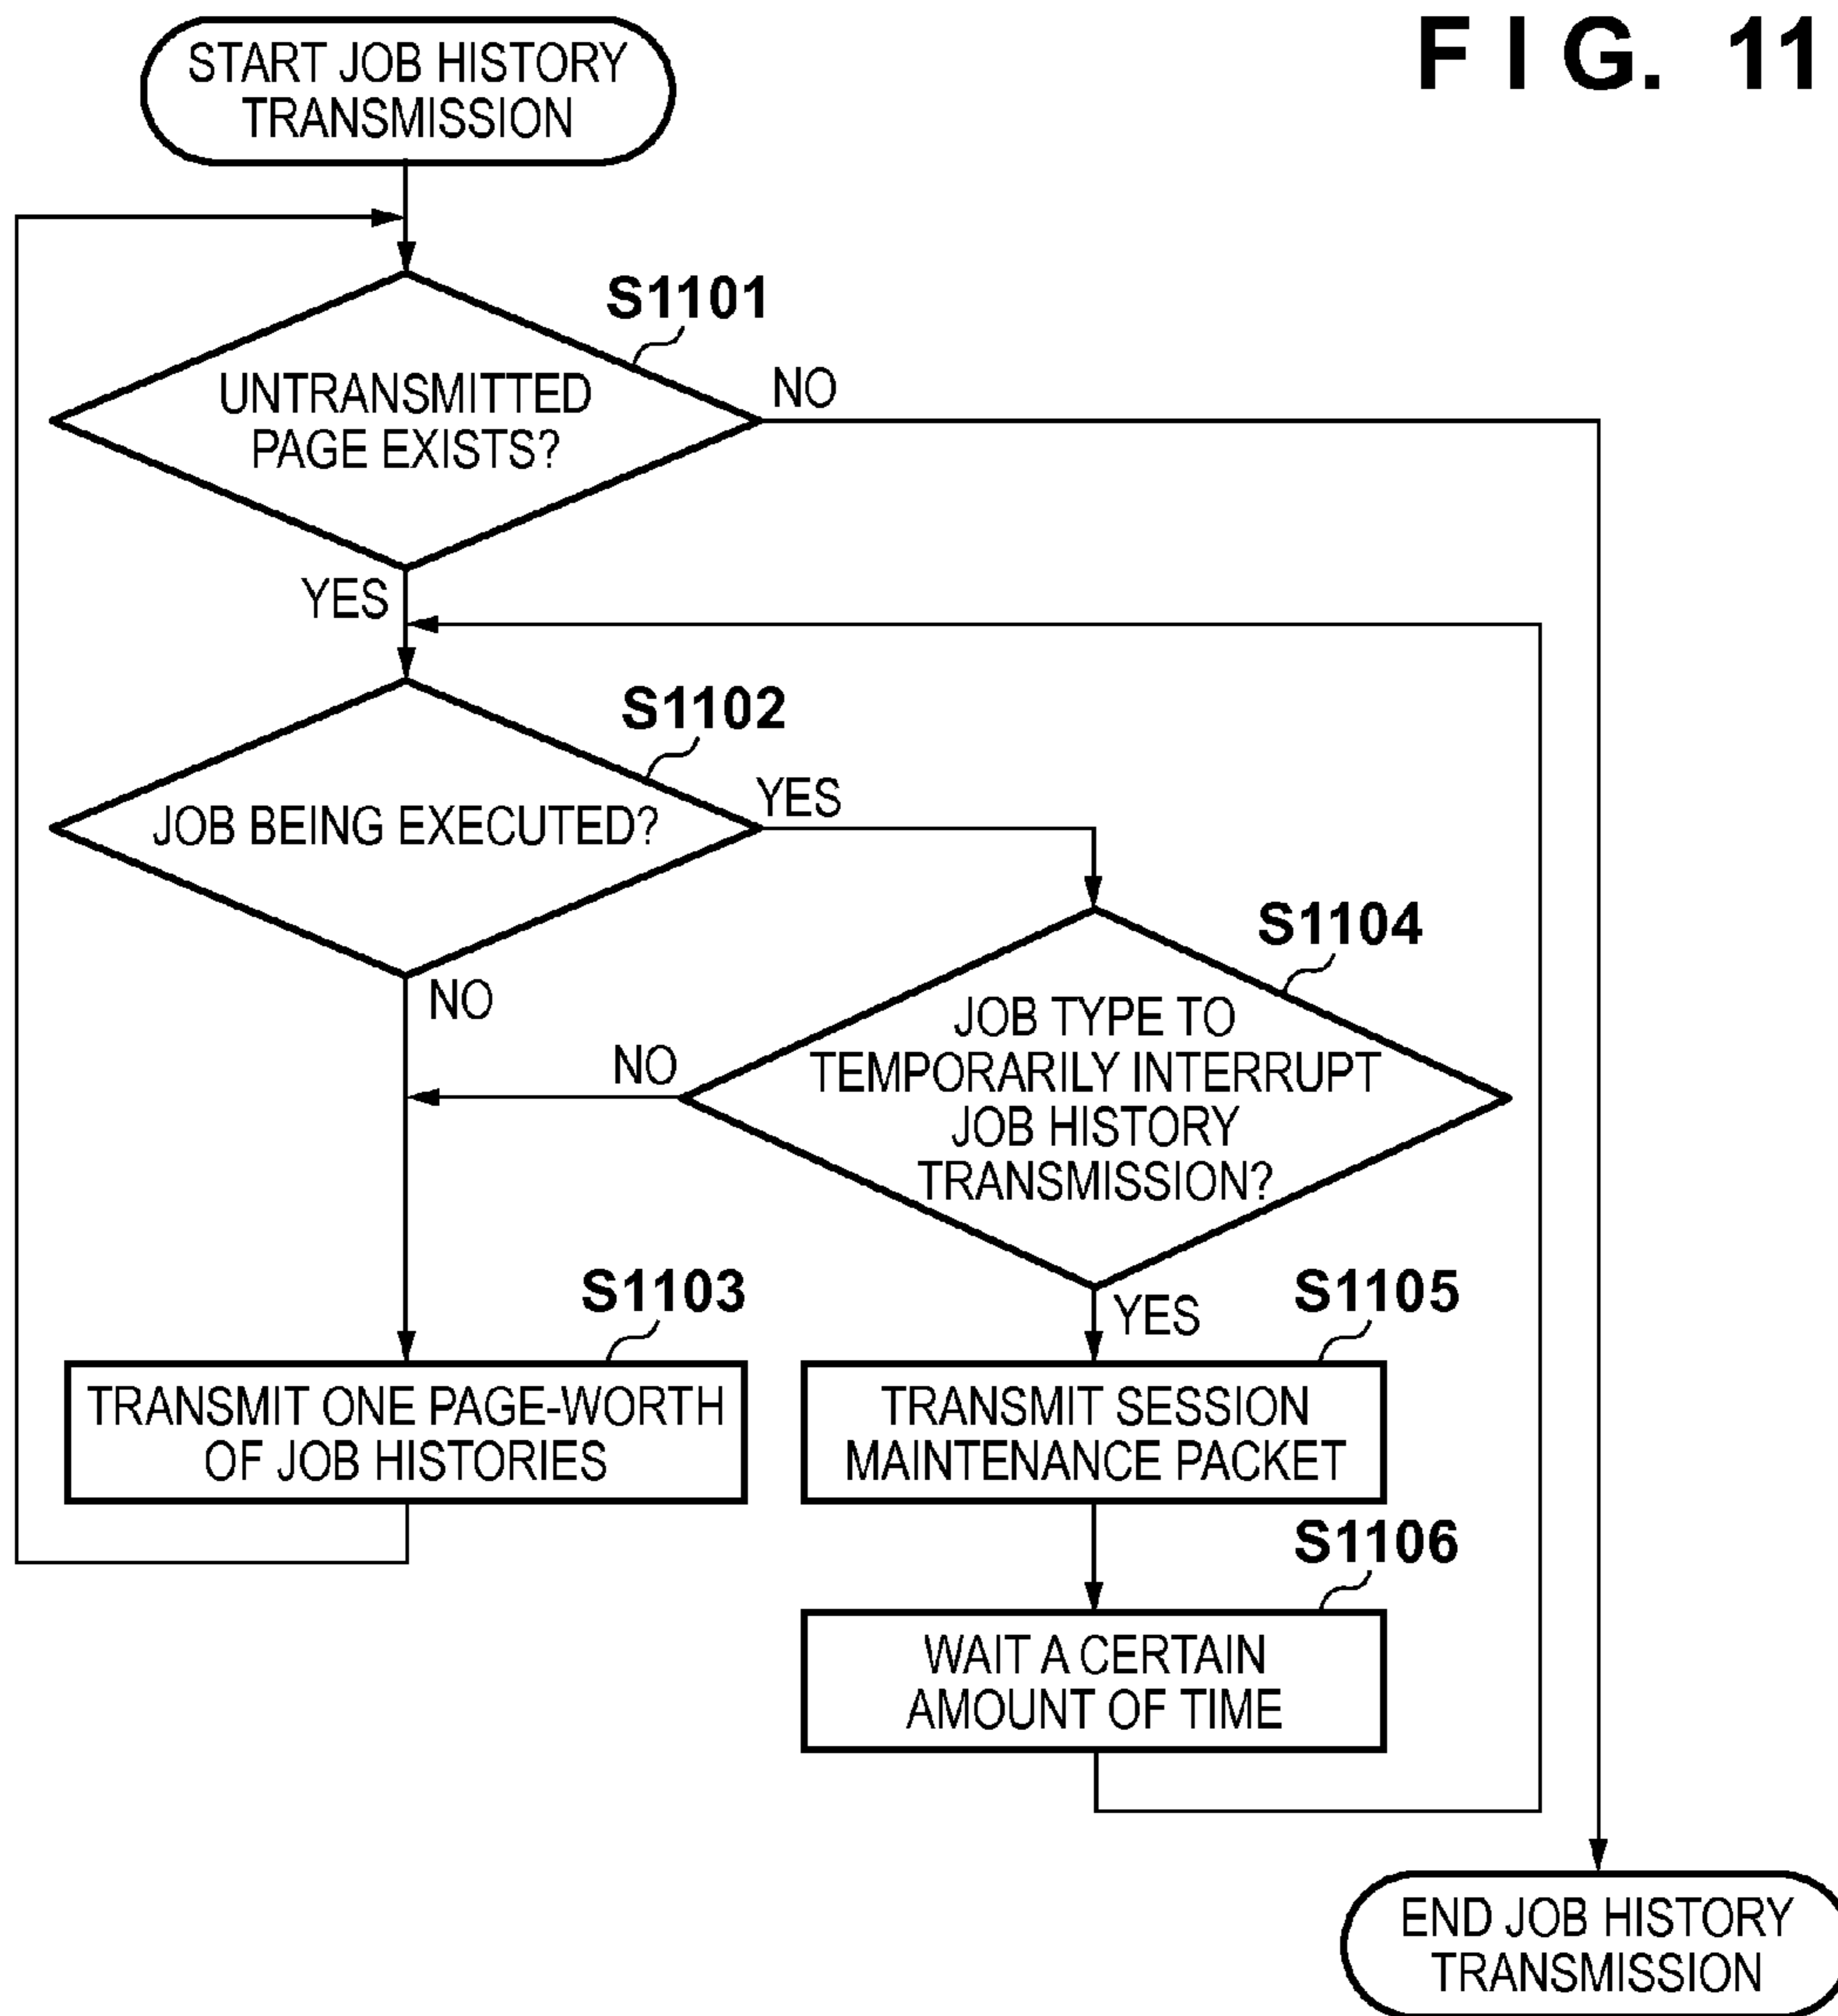 FIG. 11
START JOB HISTORY
TRANSMISSION
S1101
UNTRANSMITTED
PAGE EXISTS?
NO
YES
S1102
JOB BEING EXECUTED?
YES
NO
S1104
JOB TYPE TO
TEMPORARILY INTERRUPT
JOB HISTORY
TRANSMISSION?
NO
YES
S1103
TRANSMIT ONE PAGE-WORTH
OF JOB HISTORIES
S1105
TRANSMIT SESSION
MAINTENANCE PACKET
S1106
WAIT A CERTAIN
AMOUNT OF TIME
END JOB HISTORY
TRANSMISSION